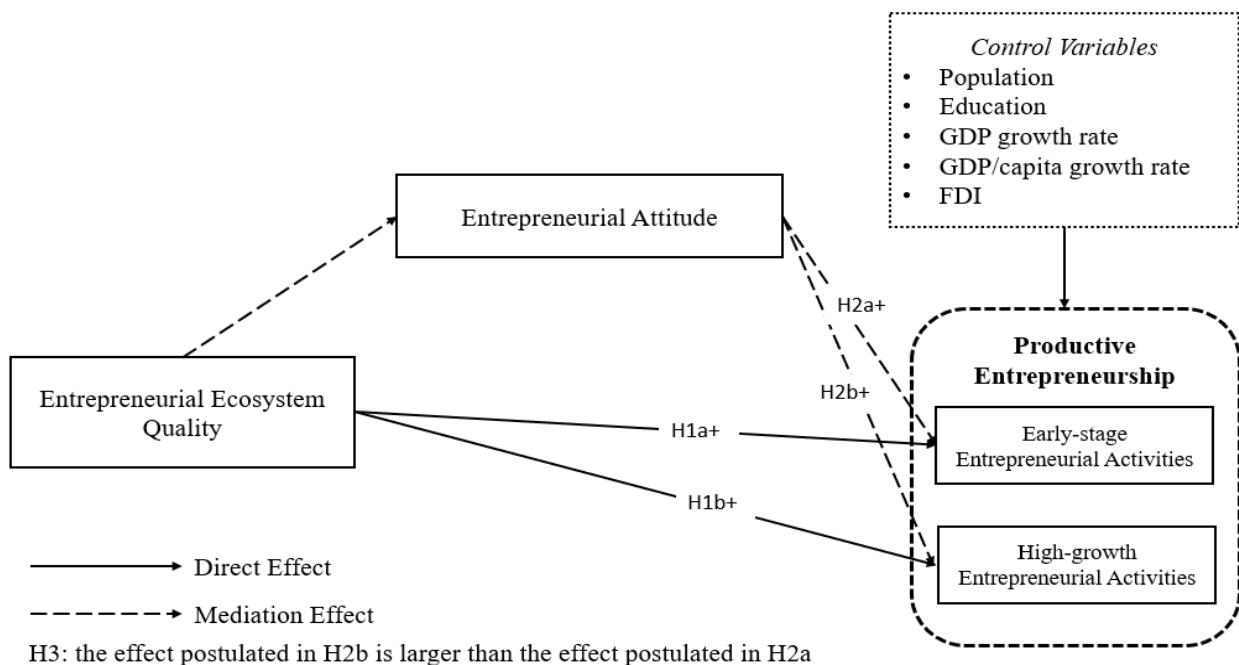 Control Variables
• Population
• Education
• GDP growth rate
• GDP/capita growth rate
• FDI
Entrepreneurial Attitude
H2a+
Productive
Entrepreneurship
Entrepreneurial Ecosystem
Quality
H2b+
H1a+
Early-stage
Entrepreneurial Activities
H1b+
High-growth
Entrepreneurial Activities
Direct Effect
Mediation Effect
H3: the effect postulated in H2b is larger than the effect postulated in H2a